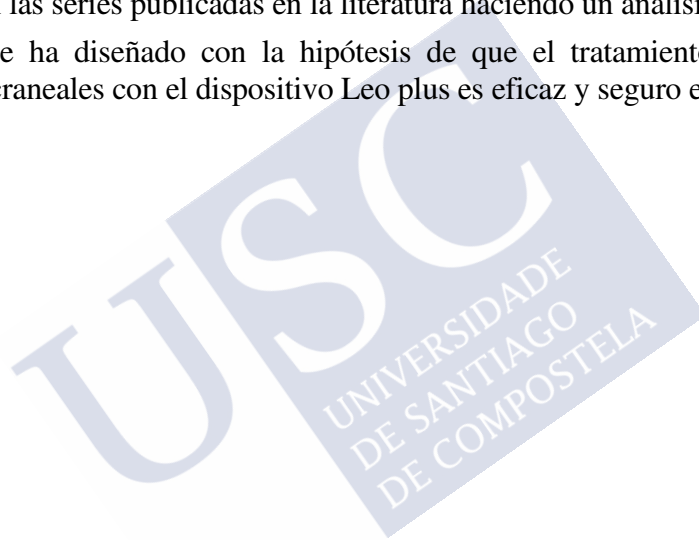 las series publicadas en la literatura haciendo un análisis
e ha diseñado con la hipótesis de que el tratamiento
craneales con el dispositivo Leo plus es eficaz y seguro e
USC
UNIVERSIDADE
DE SANTIAGO
DE COMPOSTELA